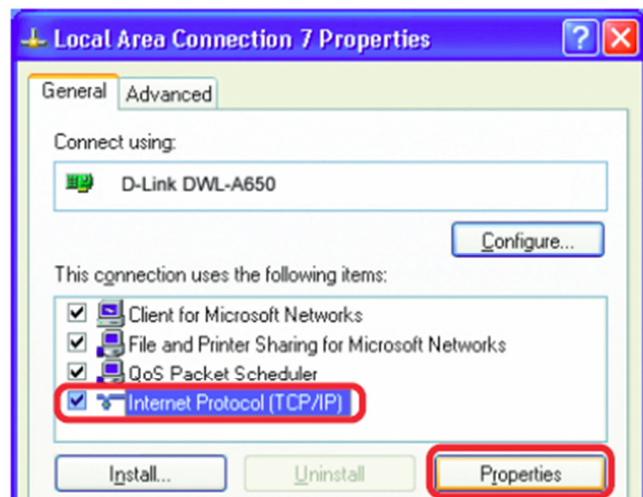 Local Area Connection 7 Properties
General Advanced
Connect using:
D-Link DWL-A650
Configure...
This connection uses the following items:
Client for Microsoft Networks
File and Printer Sharing for Microsoft Networks
QoS Packet Scheduler
Internet Protocol (TCP/IP)
Install... Uninstall Properties